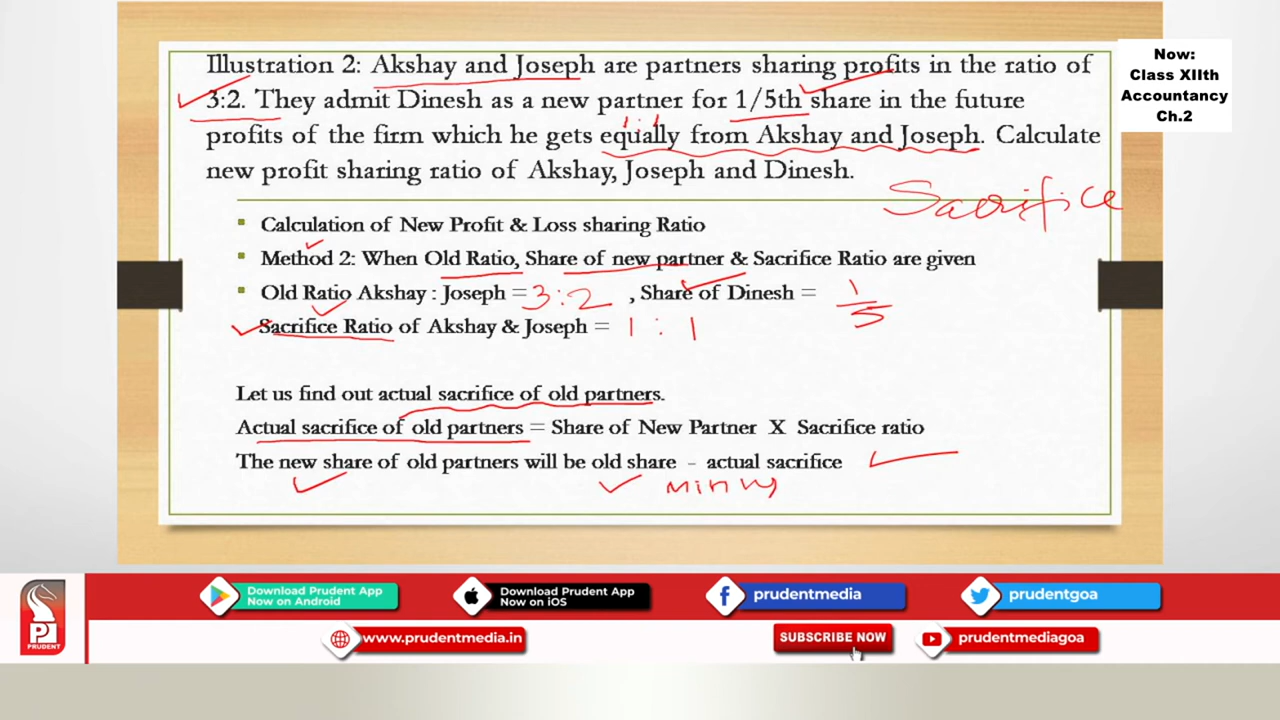 Now:
Class XIIth
Accountancy
Ch.2
Illustration 2: Akshay and Joseph are partners sharing profits in the ratio of
3:2. They admit Dinesh as a new partner for 1/5th share in the future
1:1
profits of the firm which he gets equally from Akshay and Joseph. Calculate
new profit sharing ratio of Akshay, Joseph and Dinesh.
Sacrifice
▪ Calculation of New Profit & Loss sharing Ratio
▪ Method 2: When Old Ratio, Share of new partner & Sacrifice Ratio are given
▪ Old Ratio Akshay : Joseph = 3:2 , Share of Dinesh = 1/5
Sacrifice Ratio of Akshay & Joseph = 1 : 1
Let us find out actual sacrifice of old partners.
Actual sacrifice of old partners = Share of New Partner X Sacrifice ratio
The new share of old partners will be old share - actual sacrifice
minus
PRUDENT
Download Prudent App
Now on Android
Download Prudent App
Now on iOS
prudentmedia
prudentgoa
www.prudentmedia.in
SUBSCRIBE NOW
prudentmediagoa